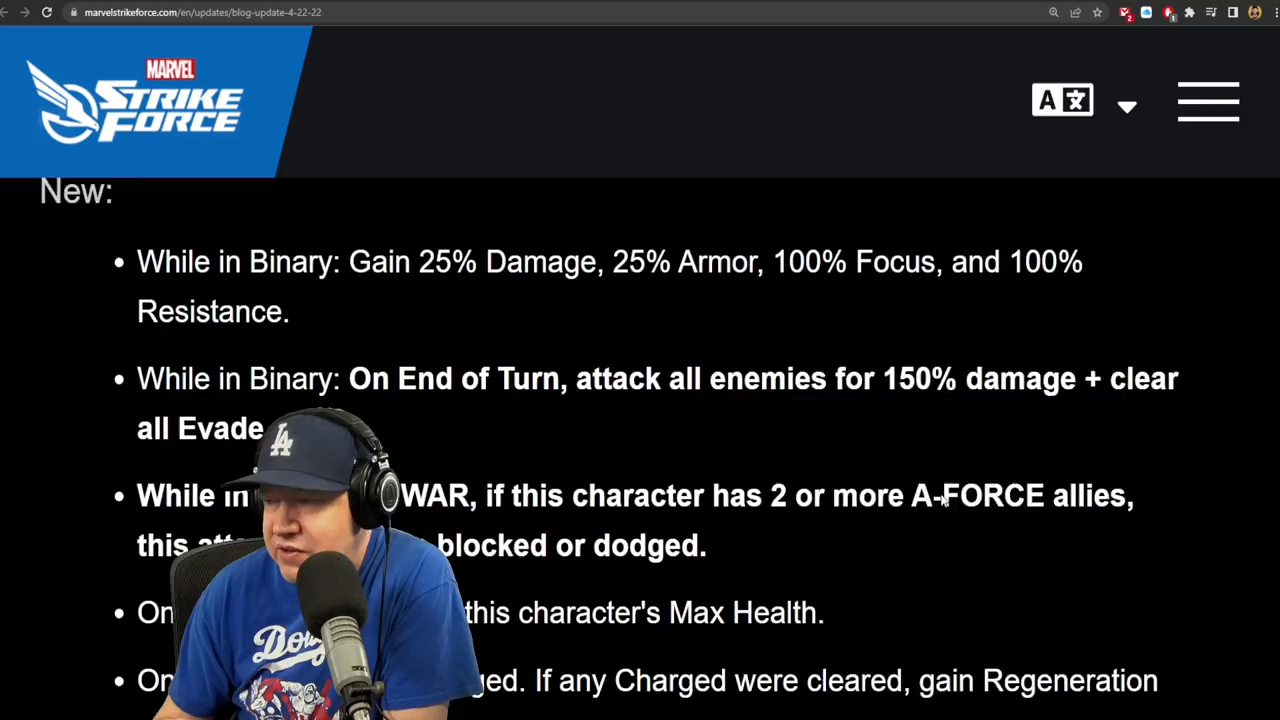 marvelstrikeforce.com/en/updates/blog-update-4-22-22
MARVEL
STRIKE
FORCE
A
New:
While in Binary: Gain 25% Damage, 25% Armor, 100% Focus, and 100%
Resistance.
While in Binary: On End of Turn, attack all enemies for 150% damage + clear
all Evade
While in WAR, if this character has 2 or more A-FORCE allies,
this blocked or dodged.
On this character's Max Health.
On If any Charged were cleared, gain Regeneration
LA